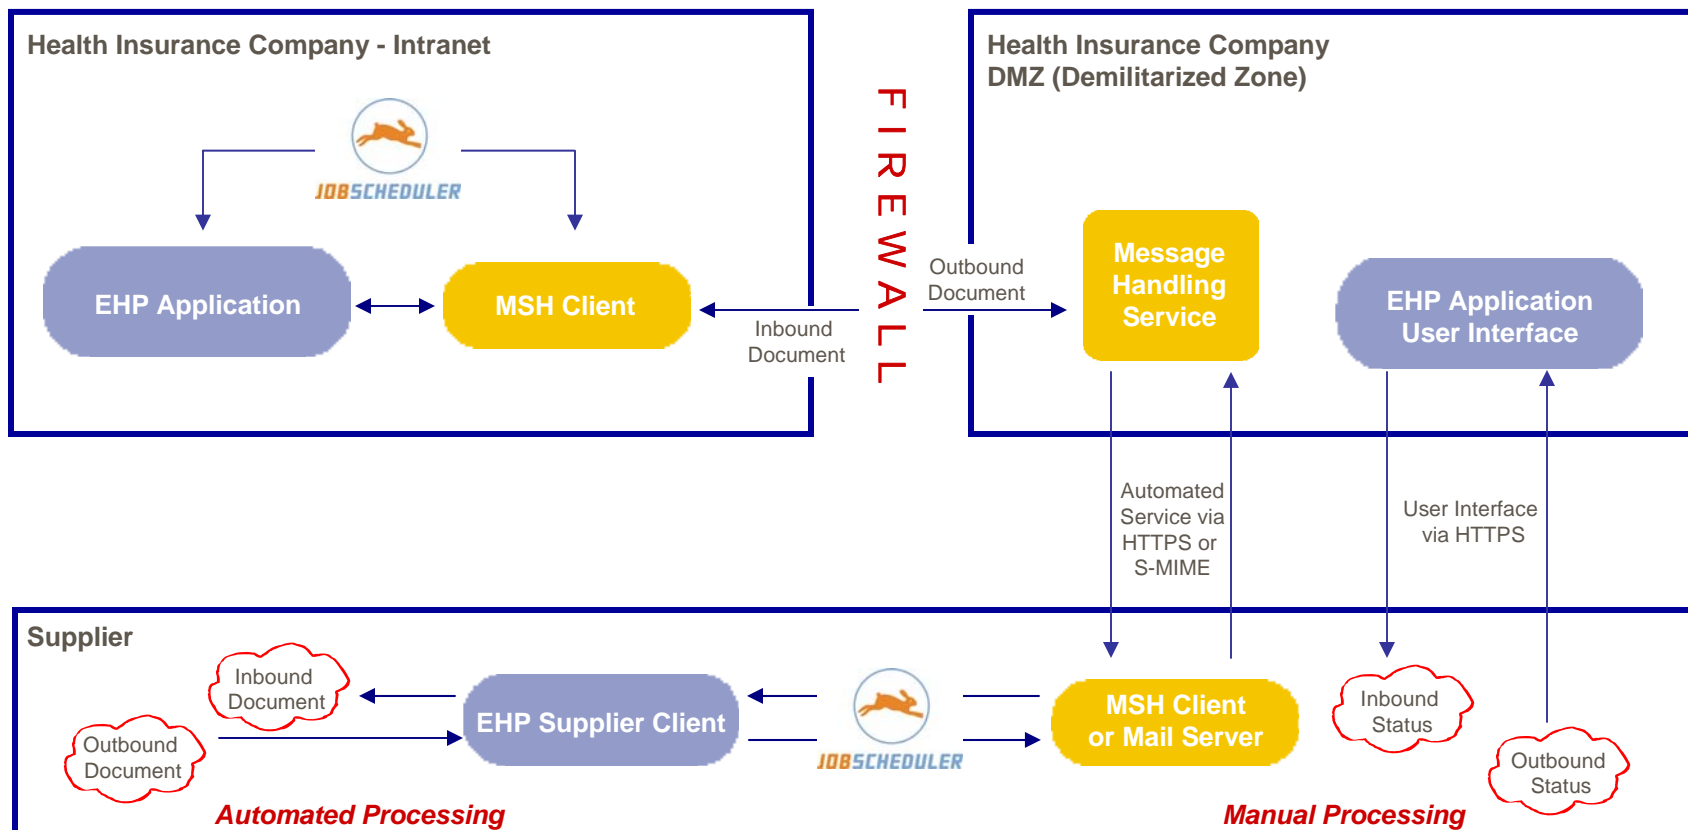 Health Insurance Company - Intranet
JOBSCHEDULER
EHP Application
MSH Client
Inbound
Document
FIREWALL
Outbound
Document
Health Insurance Company
DMZ (Demilitarized Zone)
Message
Handling
Service
EHP Application
User Interface
Automated
Service via
HTTPS or
S-MIME
User Interface
via HTTPS
Supplier
Inbound
Document
Outbound
Document
EHP Supplier Client
JOBSCHEDULER
MSH Client
or Mail Server
Inbound
Status
Outbound
Status
Automated Processing
Manual Processing